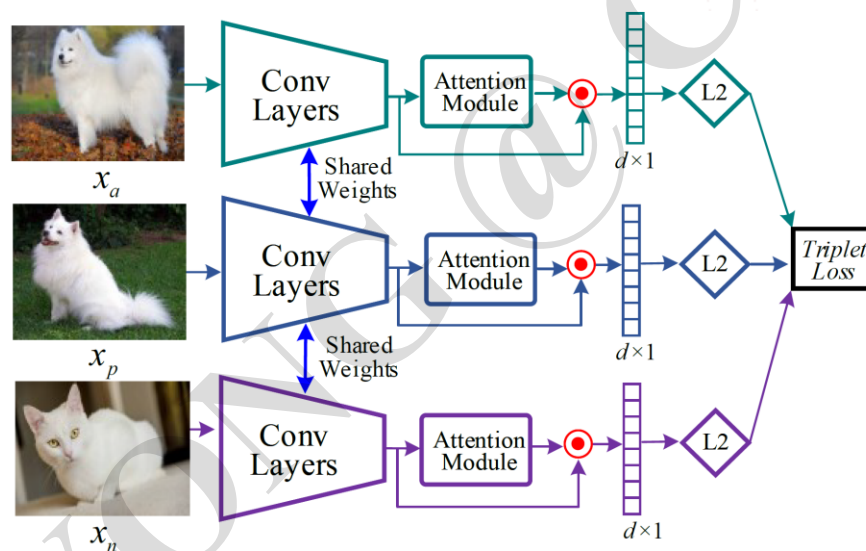 Conv
Layers
Attention
Module
L2
d×1
x_a
Shared
Weights
Conv
Layers
Attention
Module
L2
Triplet
Loss
d×1
x_p
Shared
Weights
Conv
Layers
Attention
Module
L2
d×1
x_n